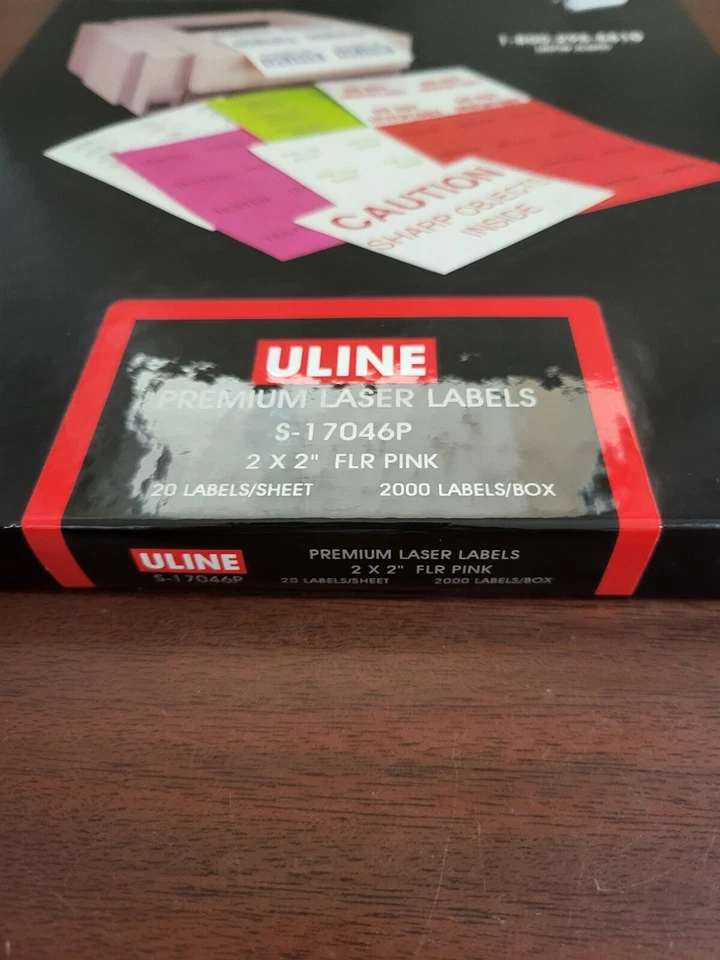 CAUTION
SHARP OBJECTS
INSIDE
ULINE
PREMIUM LASER LABELS
S-17046P
2 X 2" FLR PINK
20 LABELS/SHEET 2000 LABELS/BOX
ULINE PREMIUM LASER LABELS
S-17046P 2 X 2" FLR PINK
20 LABELS/SHEET 2000 LABELS/BOX